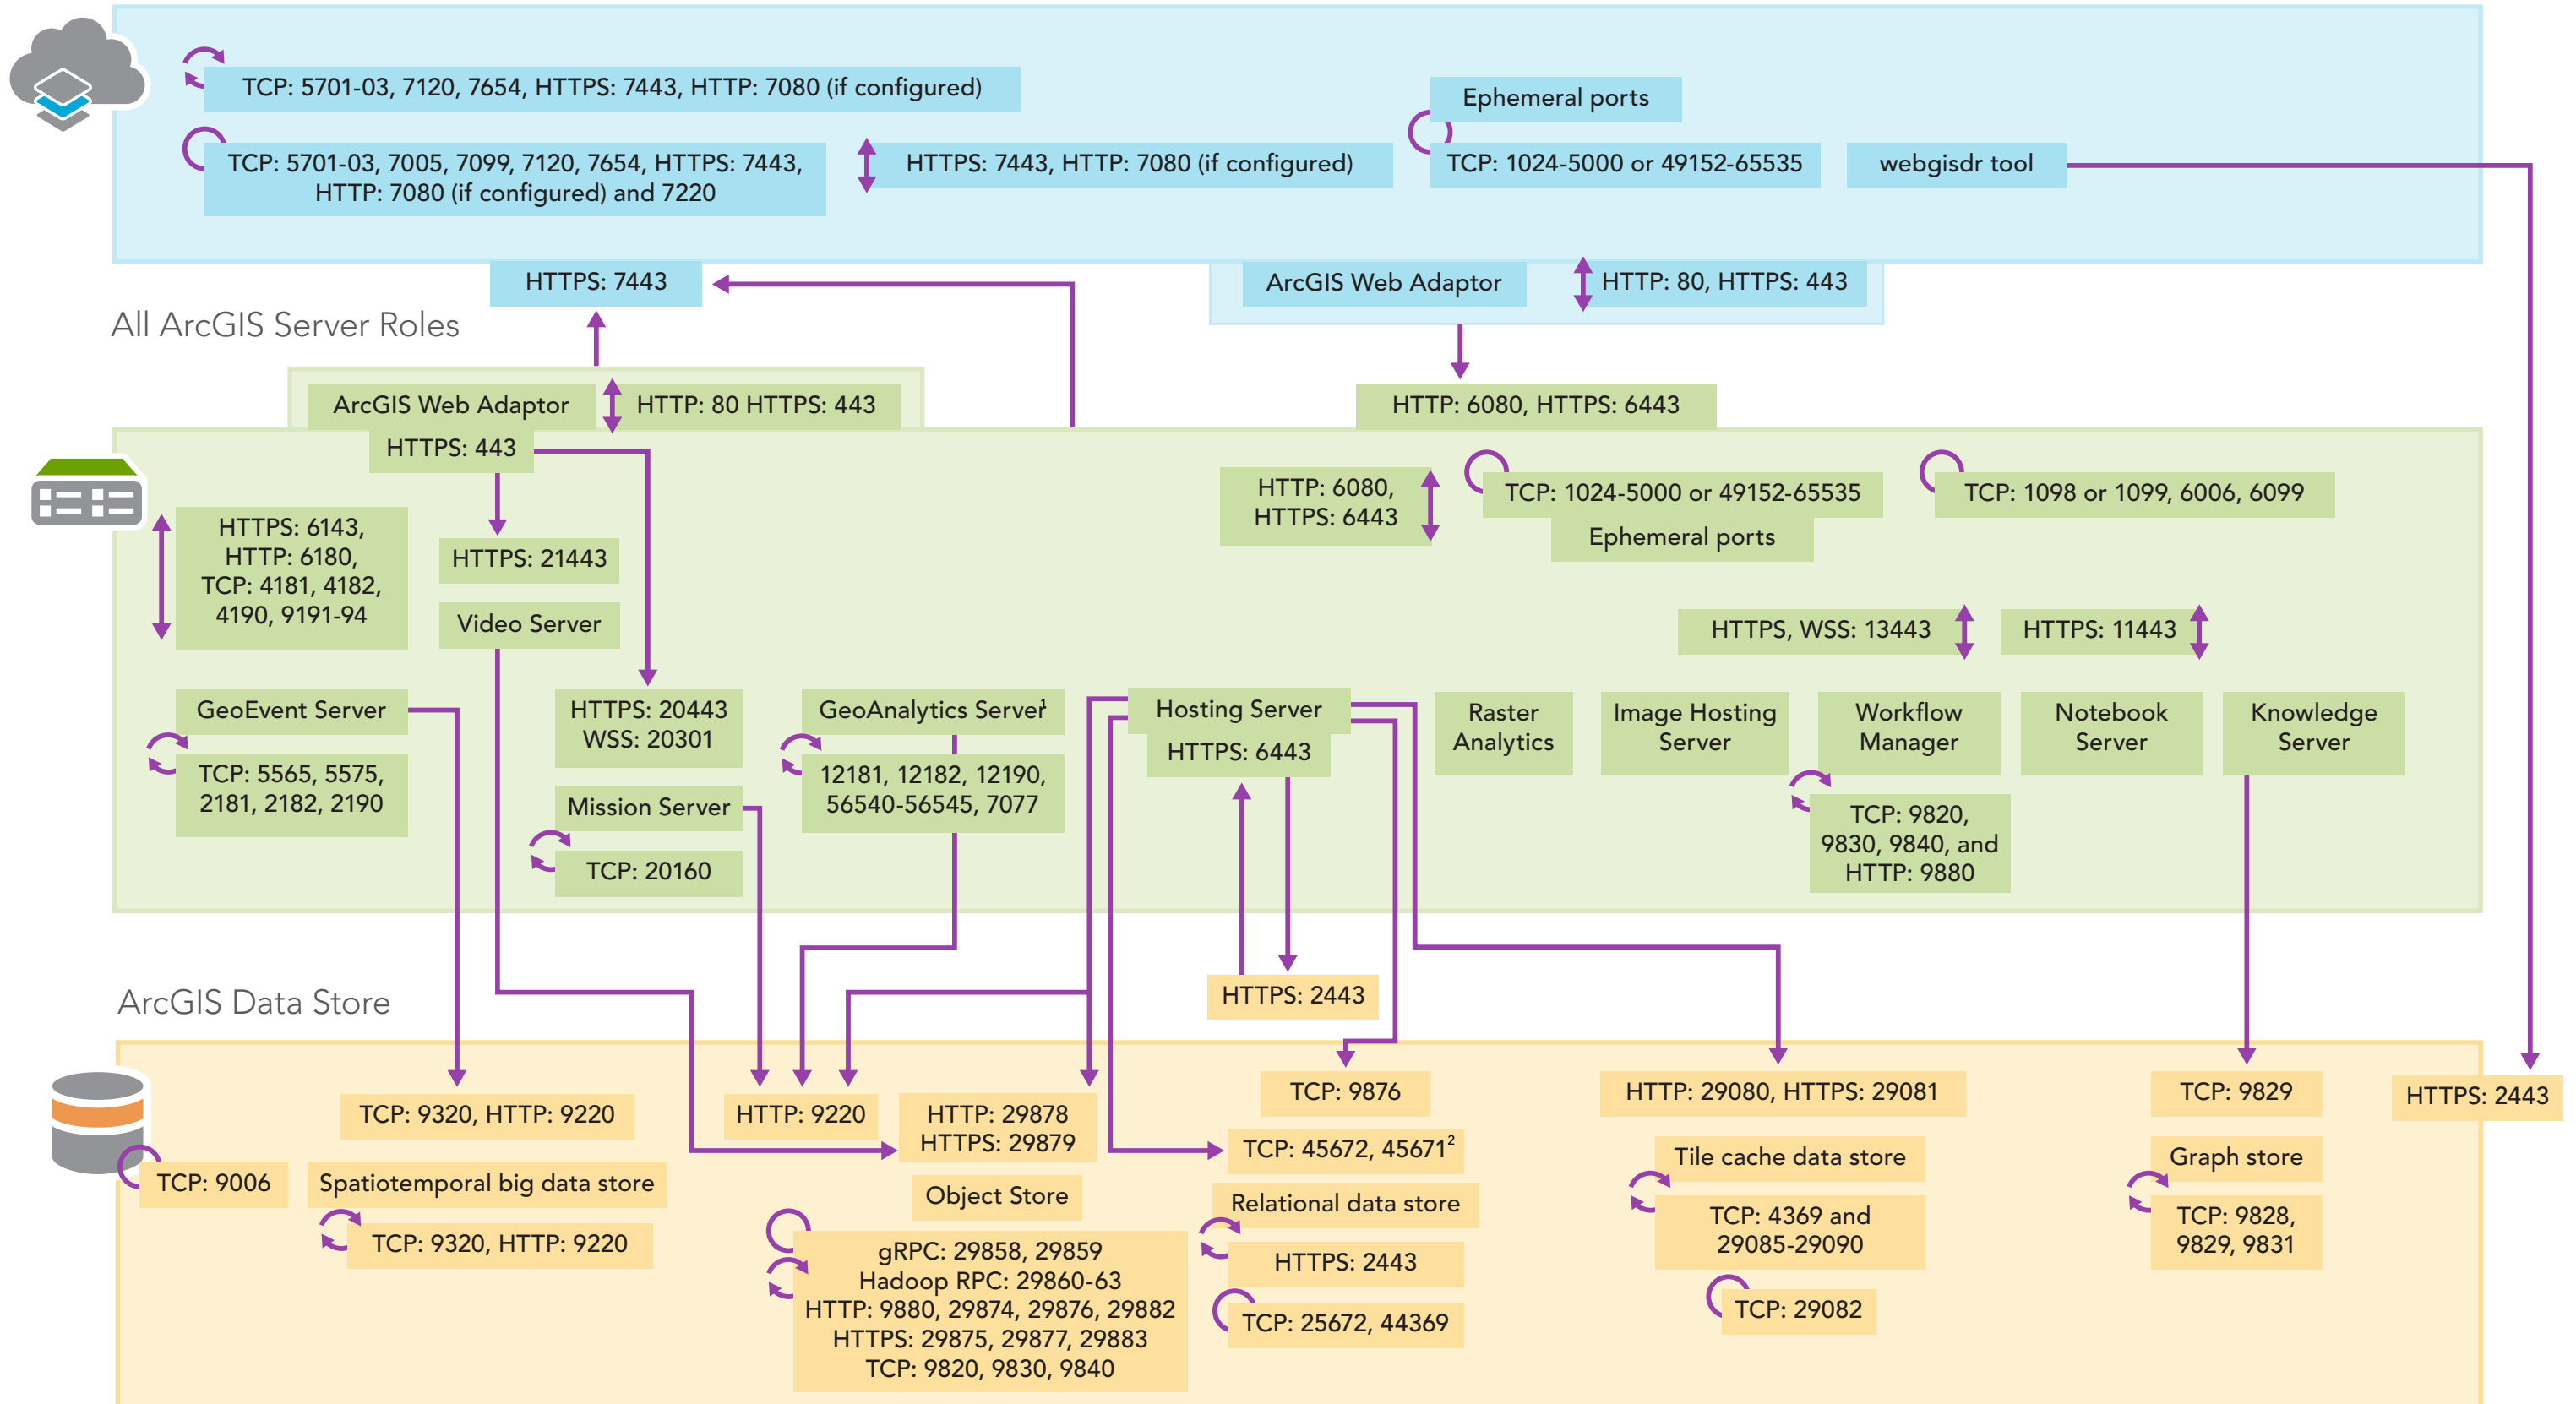 TCP: 5701-03, 7120, 7654, HTTPS: 7443, HTTP: 7080 (if configured)
TCP: 5701-03, 7005, 7099, 7120, 7654, HTTPS: 7443,
HTTP: 7080 (if configured) and 7220
HTTPS: 7443, HTTP: 7080 (if configured)
Ephemeral ports
TCP: 1024-5000 or 49152-65535
webgisdr tool
HTTPS: 7443
ArcGIS Web Adaptor
HTTP: 80, HTTPS: 443
All ArcGIS Server Roles
ArcGIS Web Adaptor
HTTP: 80 HTTPS: 443
HTTPS: 443
HTTP: 6080, HTTPS: 6443
HTTP: 6080,
HTTPS: 6443
TCP: 1024-5000 or 49152-65535
Ephemeral ports
TCP: 1098 or 1099, 6006, 6099
HTTPS: 6143,
HTTP: 6180,
TCP: 4181, 4182,
4190, 9191-94
HTTPS: 21443
Video Server
HTTPS, WSS: 13443
HTTPS: 11443
GeoEvent Server
TCP: 5565, 5575,
2181, 2182, 2190
HTTPS: 20443
WSS: 20301
Mission Server
TCP: 20160
GeoAnalytics Server¹
12181, 12182, 12190,
56540-56545, 7077
Hosting Server
HTTPS: 6443
Raster
Analytics
Image Hosting
Server
Workflow
Manager
TCP: 9820,
9830, 9840, and
HTTP: 9880
Notebook
Server
Knowledge
Server
HTTPS: 2443
ArcGIS Data Store
TCP: 9006
TCP: 9320, HTTP: 9220
Spatiotemporal big data store
TCP: 9320, HTTP: 9220
HTTP: 9220
HTTP: 29878
HTTPS: 29879
Object Store
gRPC: 29858, 29859
Hadoop RPC: 29860-63
HTTP: 9880, 29874, 29876, 29882
HTTPS: 29875, 29877, 29883
TCP: 9820, 9830, 9840
TCP: 9876
TCP: 45672, 45671²
Relational data store
HTTPS: 2443
TCP: 25672, 44369
HTTP: 29080, HTTPS: 29081
Tile cache data store
TCP: 4369 and
29085-29090
TCP: 29082
TCP: 9829
Graph store
TCP: 9828,
9829, 9831
HTTPS: 2443